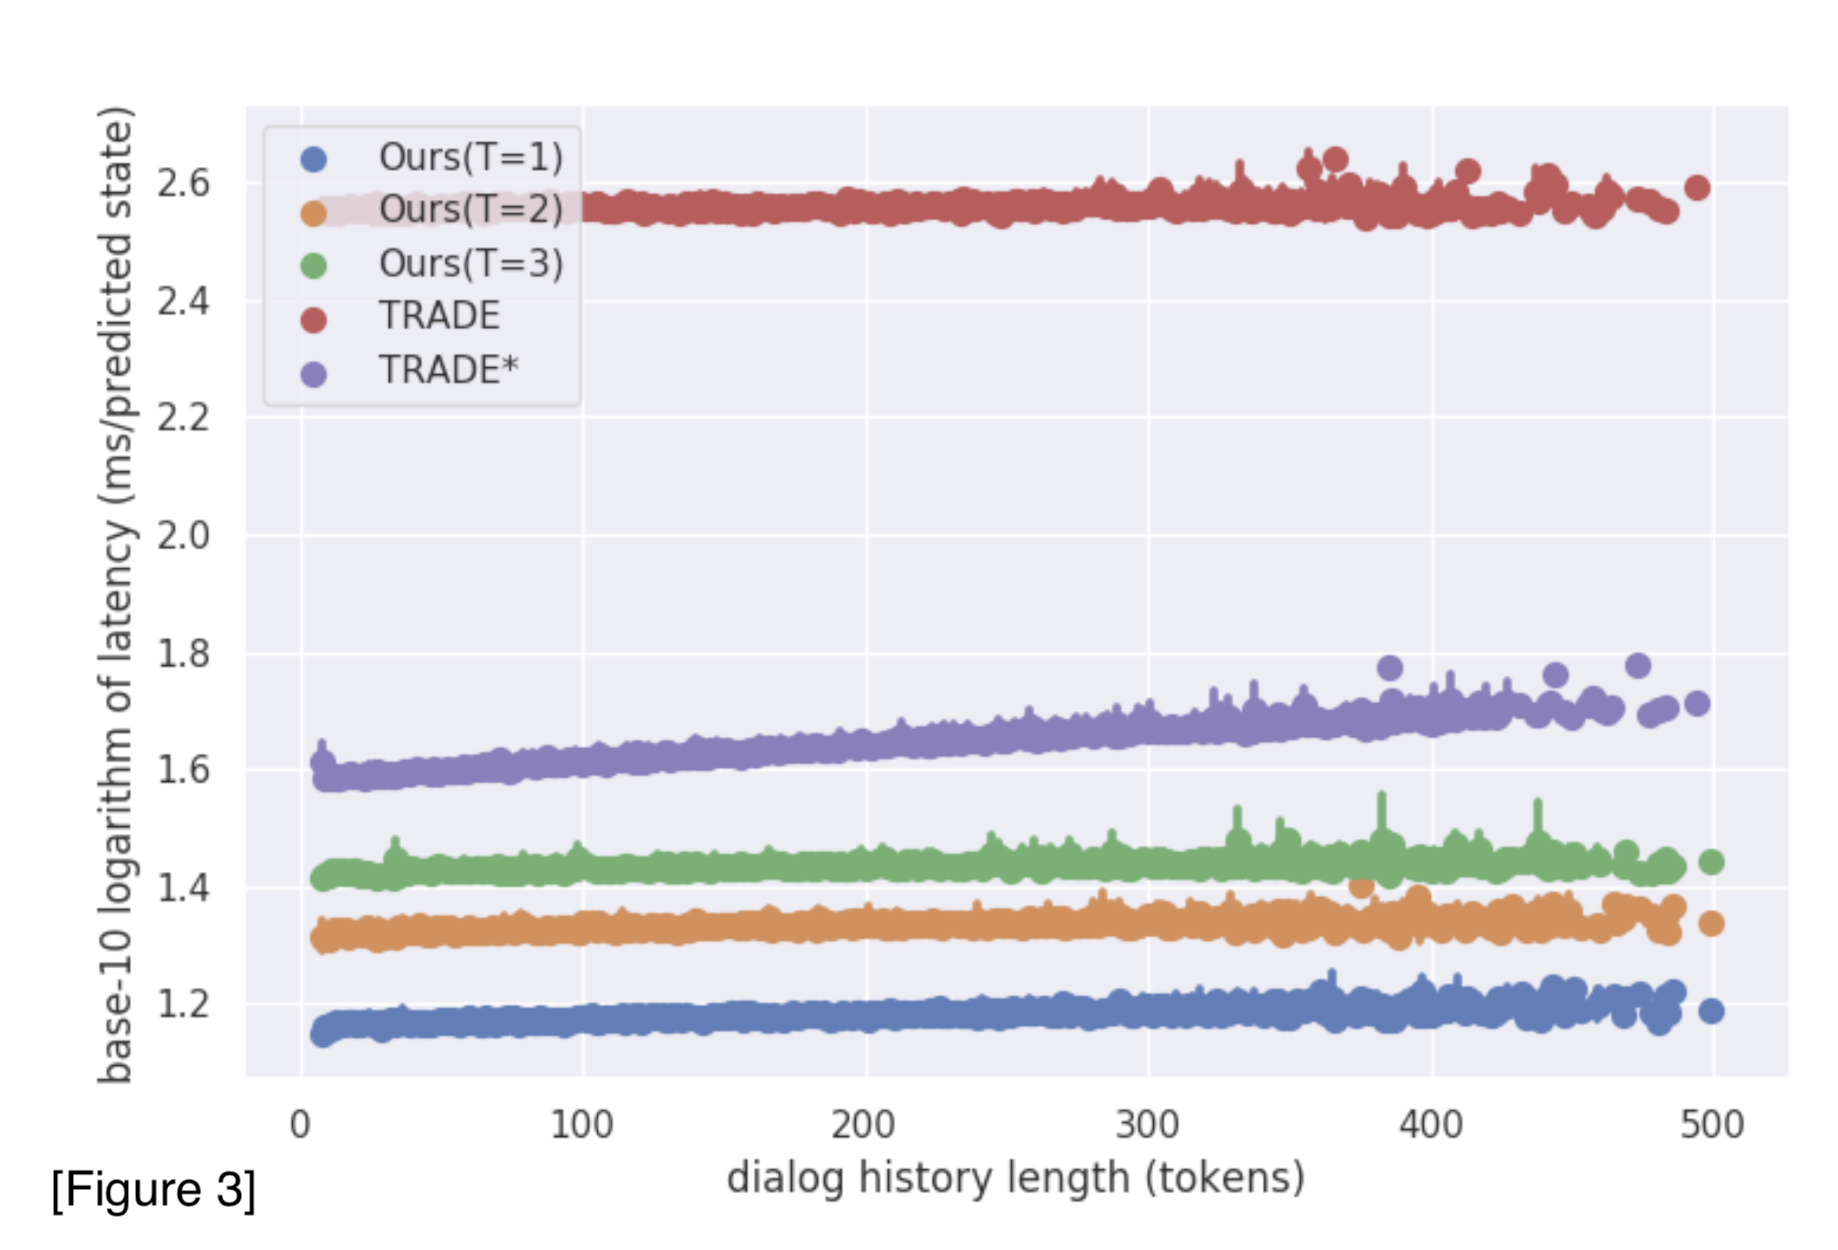 base-10 logarithm of latency (ms/predicted state)
Ours(T=1)
Ours(T=2)
Ours(T=3)
TRADE
TRADE*
2.6
2.4
2.2
2.0
1.8
1.6
1.4
1.2
0 100 200 300 400 500
dialog history length (tokens)
[Figure 3]